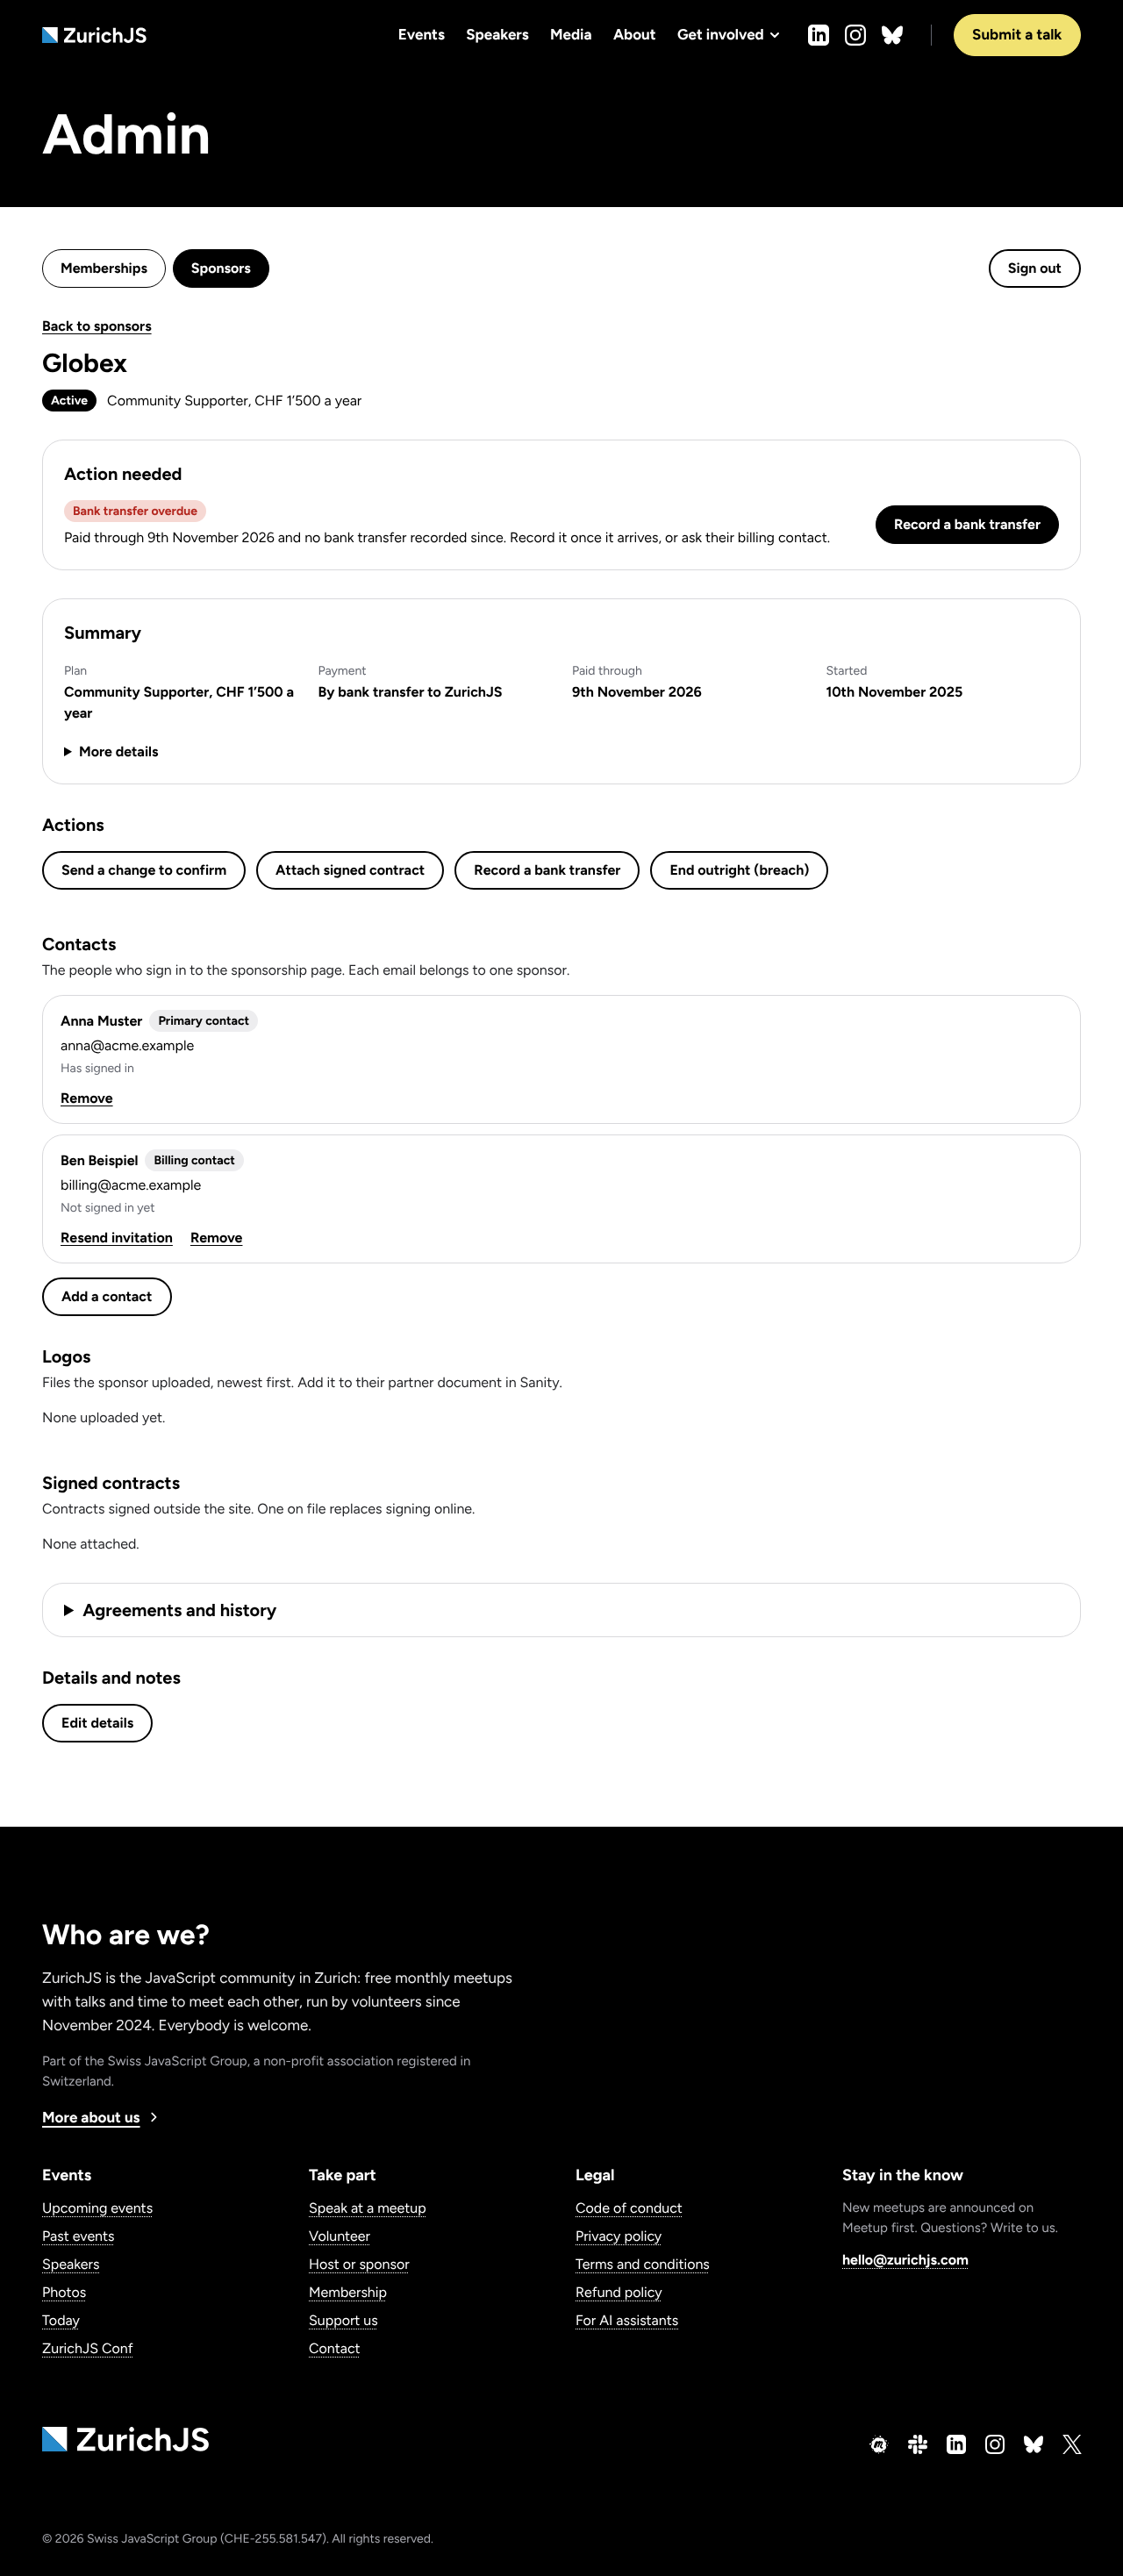 ZurichJS
Events
Speakers
Media
About
Get involved
Submit a talk
Admin
Memberships
Sponsors
Sign out
Back to sponsors
Globex
Active
Community Supporter, CHF 1’500 a year
Action needed
Bank transfer overdue
Paid through 9th November 2026 and no bank transfer recorded since. Record it once it arrives, or ask their billing contact.
Record a bank transfer
Summary
Plan
Community Supporter, CHF 1’500 a
year
Payment
By bank transfer to ZurichJS
Paid through
9th November 2026
Started
10th November 2025
More details
Actions
Send a change to confirm
Attach signed contract
Record a bank transfer
End outright (breach)
Contacts
The people who sign in to the sponsorship page. Each email belongs to one sponsor.
Anna Muster
Primary contact
anna@acme.example
Has signed in
Remove
Ben Beispiel
Billing contact
billing@acme.example
Not signed in yet
Resend invitation
Remove
Add a contact
Logos
Files the sponsor uploaded, newest first. Add it to their partner document in Sanity.
None uploaded yet.
Signed contracts
Contracts signed outside the site. One on file replaces signing online.
None attached.
Agreements and history
Details and notes
Edit details
Who are we?
ZurichJS is the JavaScript community in Zurich: free monthly meetups
with talks and time to meet each other, run by volunteers since
November 2024. Everybody is welcome.
Part of the Swiss JavaScript Group, a non-profit association registered in
Switzerland.
More about us
Events
Upcoming events
Past events
Speakers
Photos
Today
ZurichJS Conf
Take part
Speak at a meetup
Volunteer
Host or sponsor
Membership
Support us
Contact
Legal
Code of conduct
Privacy policy
Terms and conditions
Refund policy
For AI assistants
Stay in the know
New meetups are announced on
Meetup first. Questions? Write to us.
hello@zurichjs.com
ZurichJS
© 2026 Swiss JavaScript Group (CHE-255.581.547). All rights reserved.